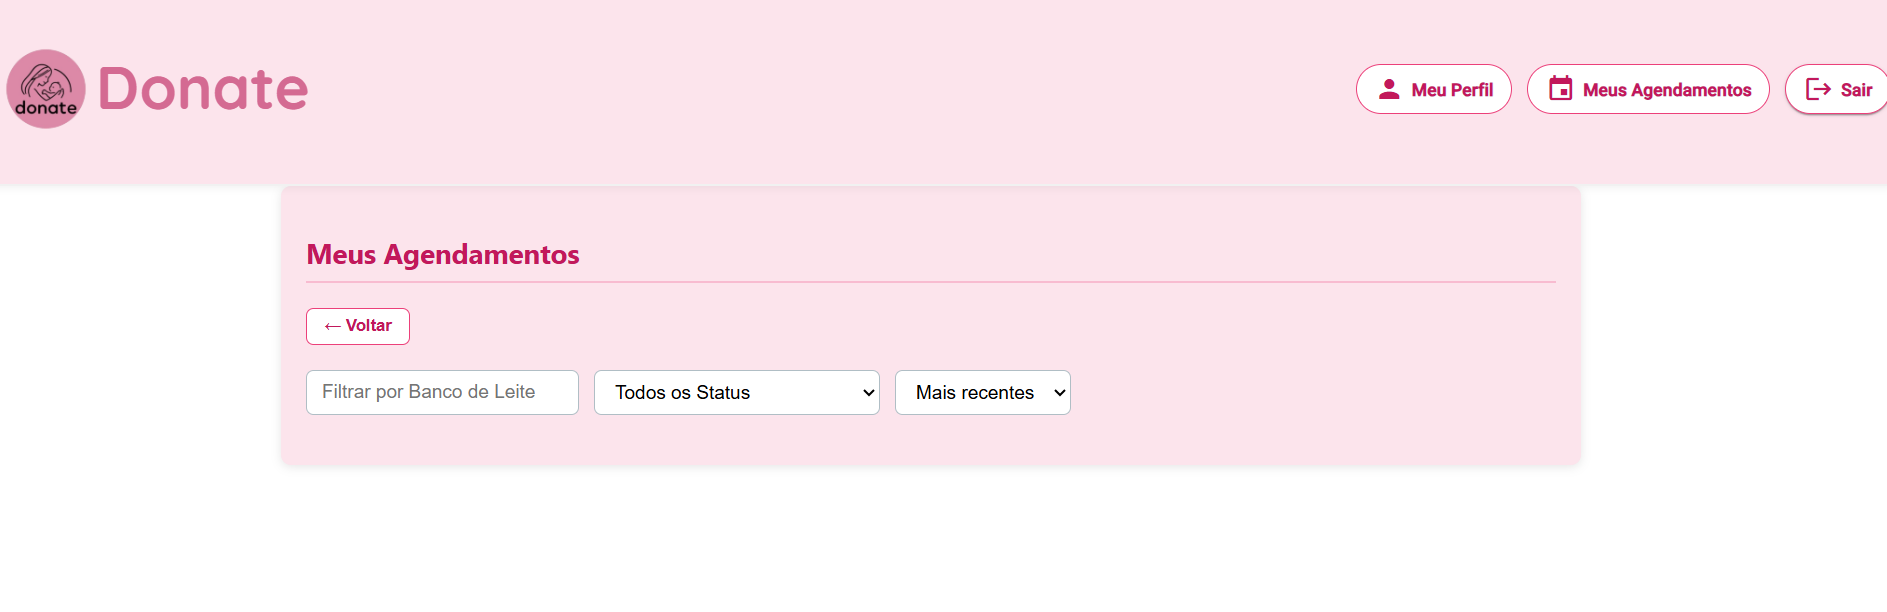 donate
Donate
Meu Perfil
Meus Agendamentos
Sair
Meus Agendamentos
← Voltar
Filtrar por Banco de Leite
Todos os Status
Mais recentes